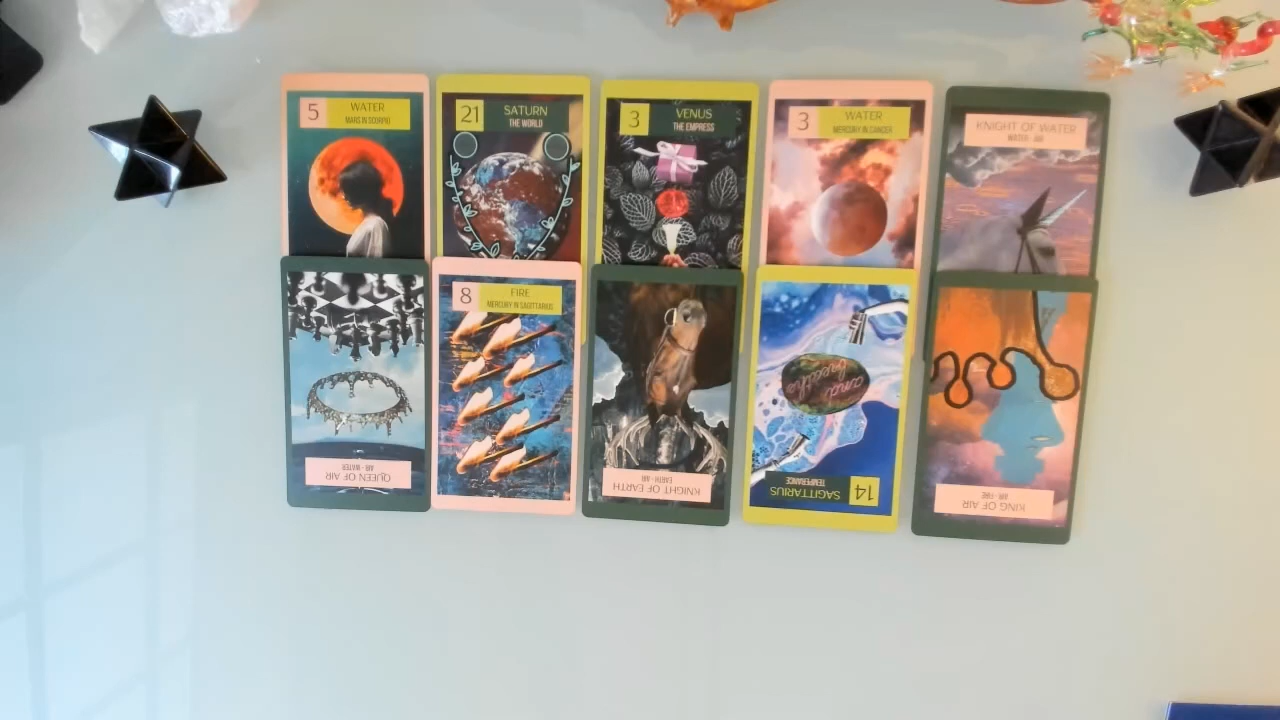 5 WATER
MARS IN SCORPIO
21 SATURN
THE WORLD
3 VENUS
THE EMPRESS
3 WATER
MERCURY IN CANCER
KNIGHT OF WATER
WATER - AIR
QUEEN OF AIR
AIR - WATER
8 FIRE
MERCURY IN SAGITTARIUS
KNIGHT OF EARTH
EARTH - AIR
and
breathe
14 SAGITTARIUS
TEMPERANCE
KING OF AIR
AIR - FIRE